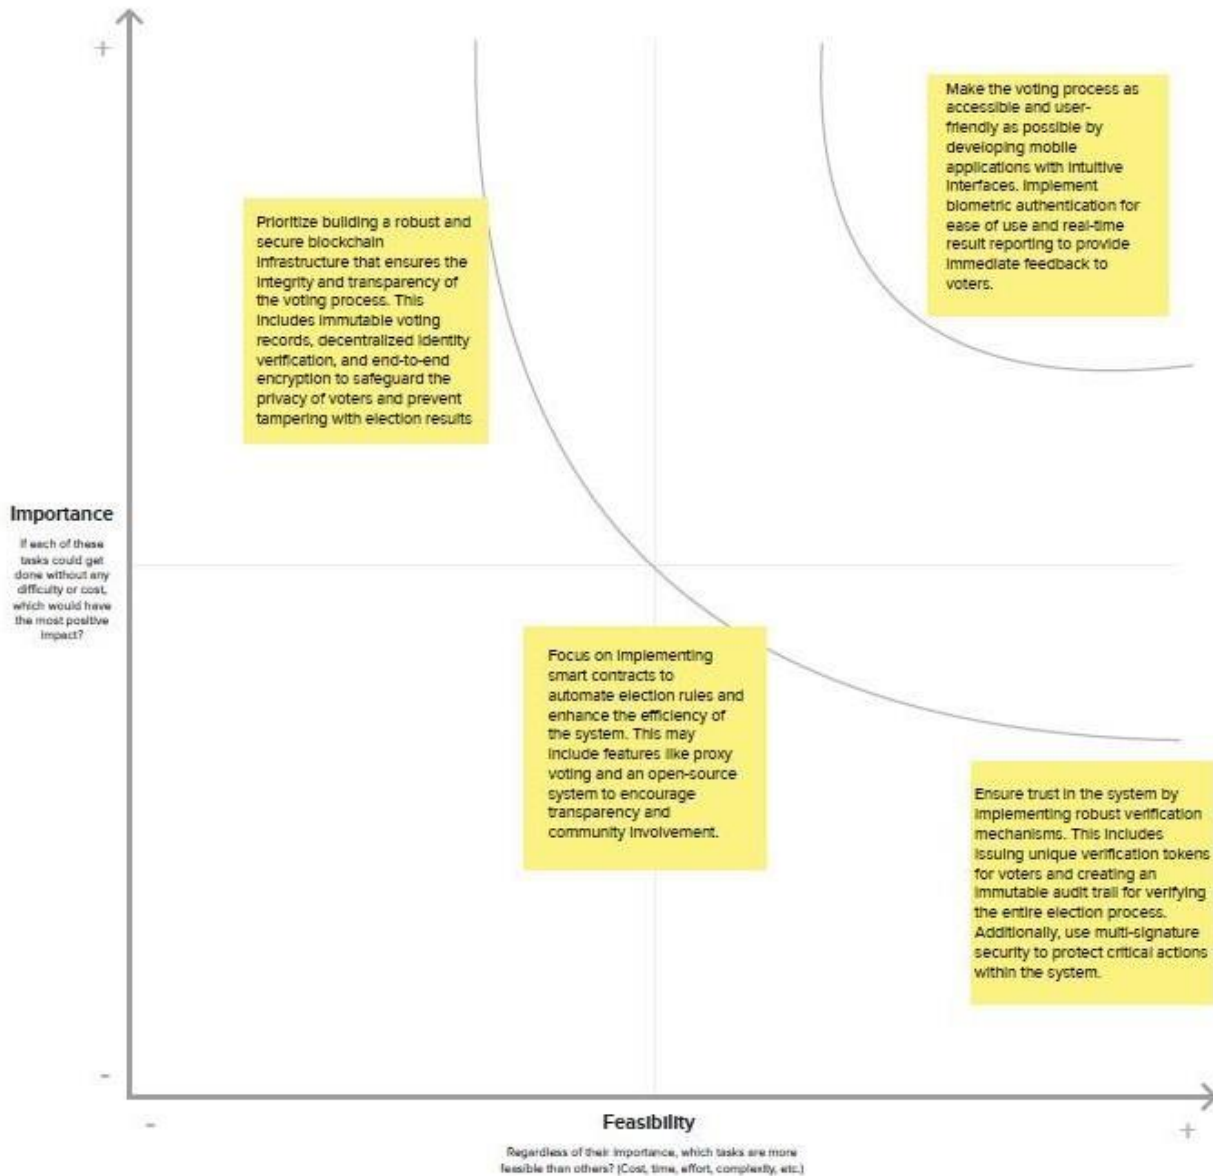 +
Make the voting process as
accessible and user-
friendly as possible by
developing mobile
applications with intuitive
interfaces. Implement
biometric authentication for
ease of use and real-time
result reporting to provide
immediate feedback to
voters.
Prioritize building a robust and
secure blockchain
infrastructure that ensures the
integrity and transparency of
the voting process. This
includes immutable voting
records, decentralized identity
verification, and end-to-end
encryption to safeguard the
privacy of voters and prevent
tampering with election results
Importance
If each of these
tasks could get
done without any
difficulty or cost,
which would have
the most positive
impact?
Focus on implementing
smart contracts to
automate election rules and
enhance the efficiency of
the system. This may
include features like proxy
voting and an open-source
system to encourage
transparency and
community involvement.
Ensure trust in the system by
implementing robust verification
mechanisms. This includes
issuing unique verification tokens
for voters and creating an
immutable audit trail for verifying
the entire election process.
Additionally, use multi-signature
security to protect critical actions
within the system.
-
-
Feasibility
+
Regardless of their importance, which tasks are more
feasible than others? (Cost, time, effort, complexity, etc.)